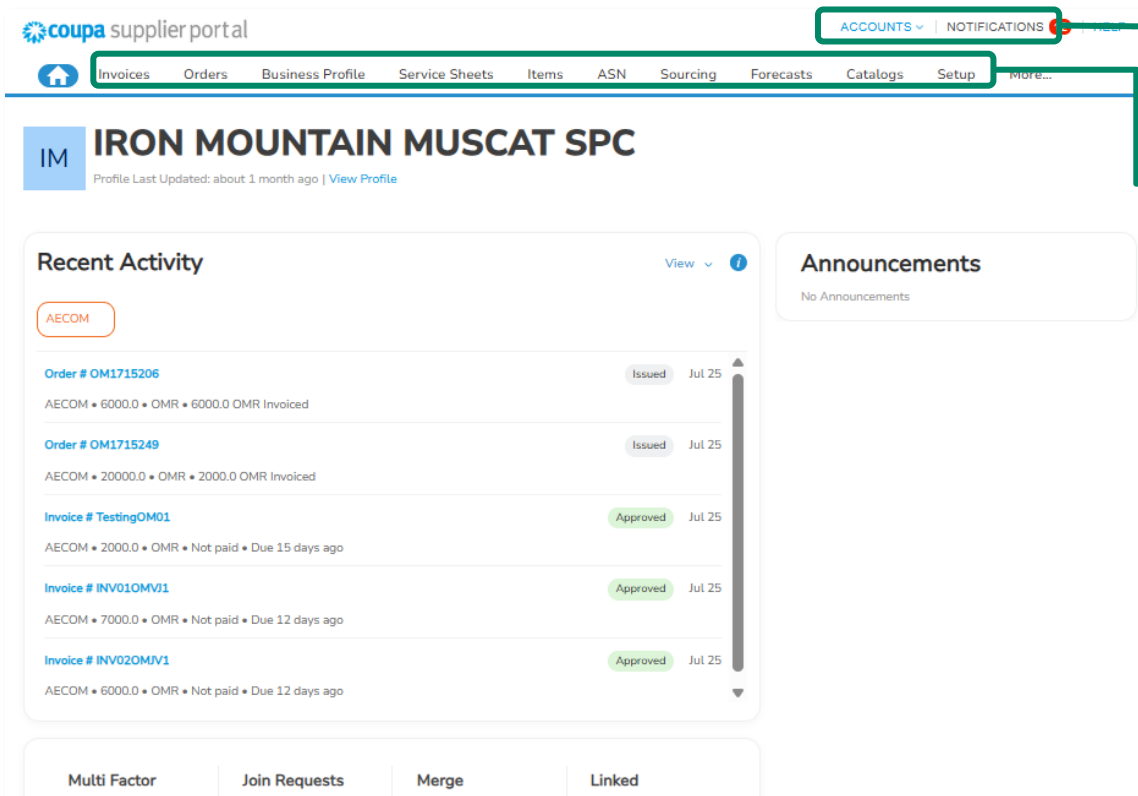 coupa supplier portal
ACCOUNTS | NOTIFICATIONS | HELP
Invoices Orders Business Profile Service Sheets Items ASN Sourcing Forecasts Catalogs Setup More...
IM
IRON MOUNTAIN MUSCAT SPC
Profile Last Updated: about 1 month ago | View Profile
Recent Activity
View
i
AECOM
Order # OM1715206
Issued Jul 25
AECOM • 6000.0 • OMR • 6000.0 OMR Invoiced
Order # OM1715249
Issued Jul 25
AECOM • 20000.0 • OMR • 2000.0 OMR Invoiced
Invoice # TestingOM01
Approved Jul 25
AECOM • 2000.0 • OMR • Not paid • Due 15 days ago
Invoice # INV01OMVJ1
Approved Jul 25
AECOM • 7000.0 • OMR • Not paid • Due 12 days ago
Invoice # INV02OMJV1
Approved Jul 25
AECOM • 6000.0 • OMR • Not paid • Due 12 days ago
Announcements
No Announcements
Multi Factor Join Requests Merge Linked